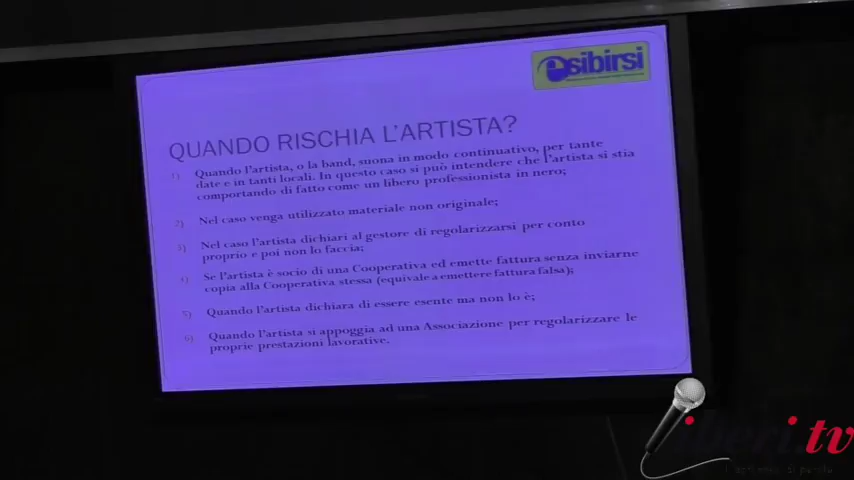 esibirsi
QUANDO RISCHIA L'ARTISTA?
1) Quando l'artista, o la band, suona in modo continuativo, per tante
date e in tanti locali. In questo caso si può intendere che l'artista si stia
comportando di fatto come un libero professionista in nero;
2) Nel caso venga utilizzato materiale non originale;
3) Nel caso l'artista dichiari al gestore di regolarizzarsi per conto
proprio e poi non lo faccia;
4) Se l'artista è socio di una Cooperativa ed emette fattura senza inviarne
copia alla Cooperativa stessa (equivale a emettere fattura falsa);
5) Quando l'artista dichiara di essere esente ma non lo è;
6) Quando l'artista si appoggia ad una Associazione per regolarizzare le
proprie prestazioni lavorative.
liberi.tv